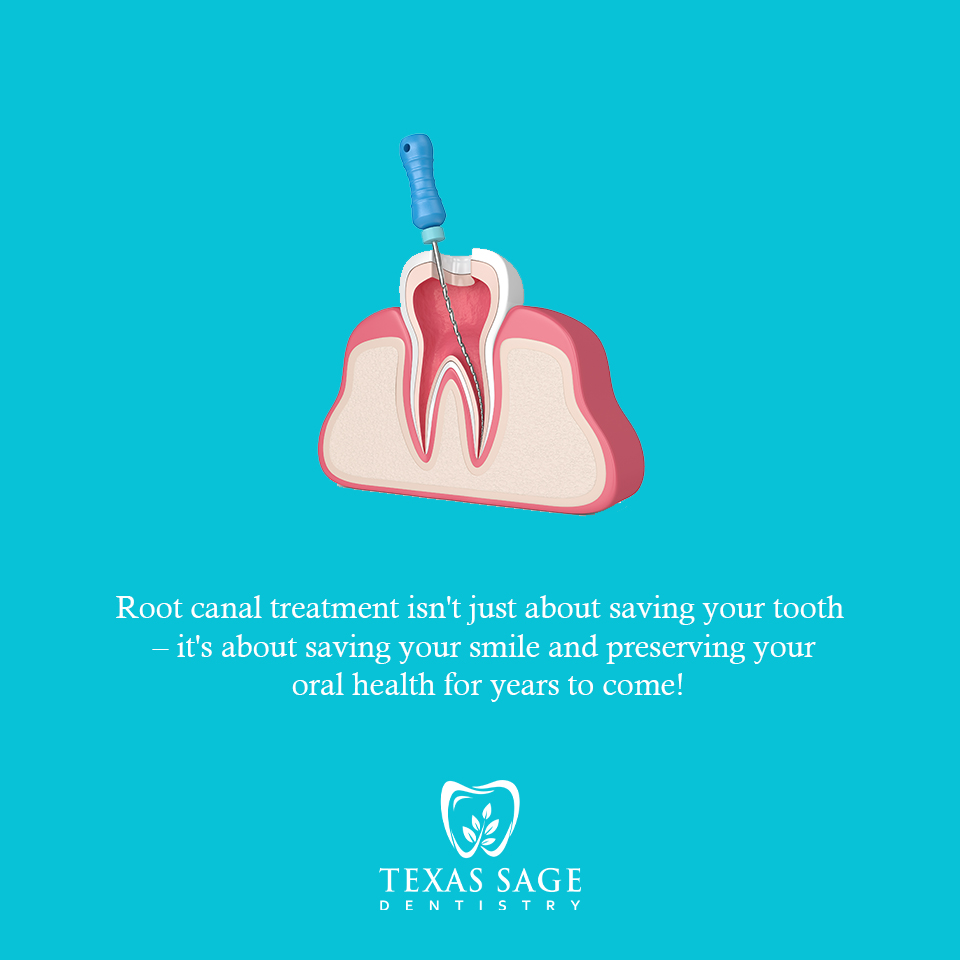 Root canal treatment isn't just about saving your tooth
– it's about saving your smile and preserving your
oral health for years to come!
TEXAS SAGE
DENTISTRY